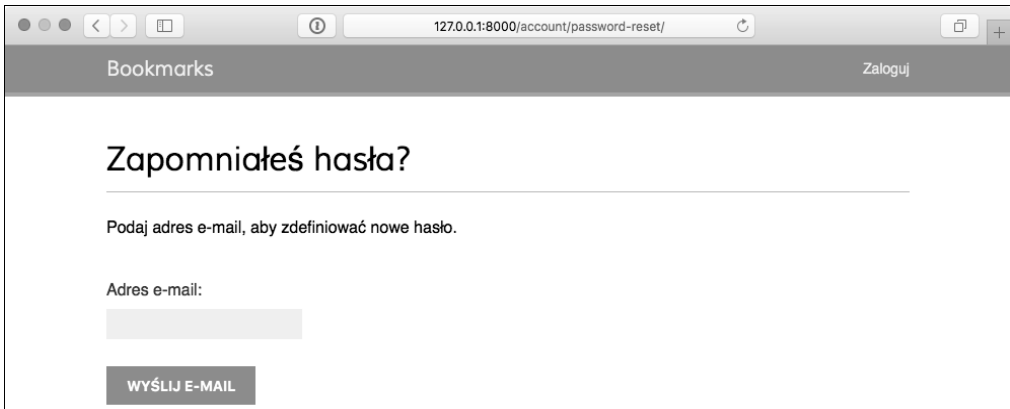 127.0.0.1:8000/account/password-reset/
Bookmarks
Zaloguj
Zapomniałeś hasła?
Podaj adres e-mail, aby zdefiniować nowe hasło.
Adres e-mail:
WYŚLIJ E-MAIL